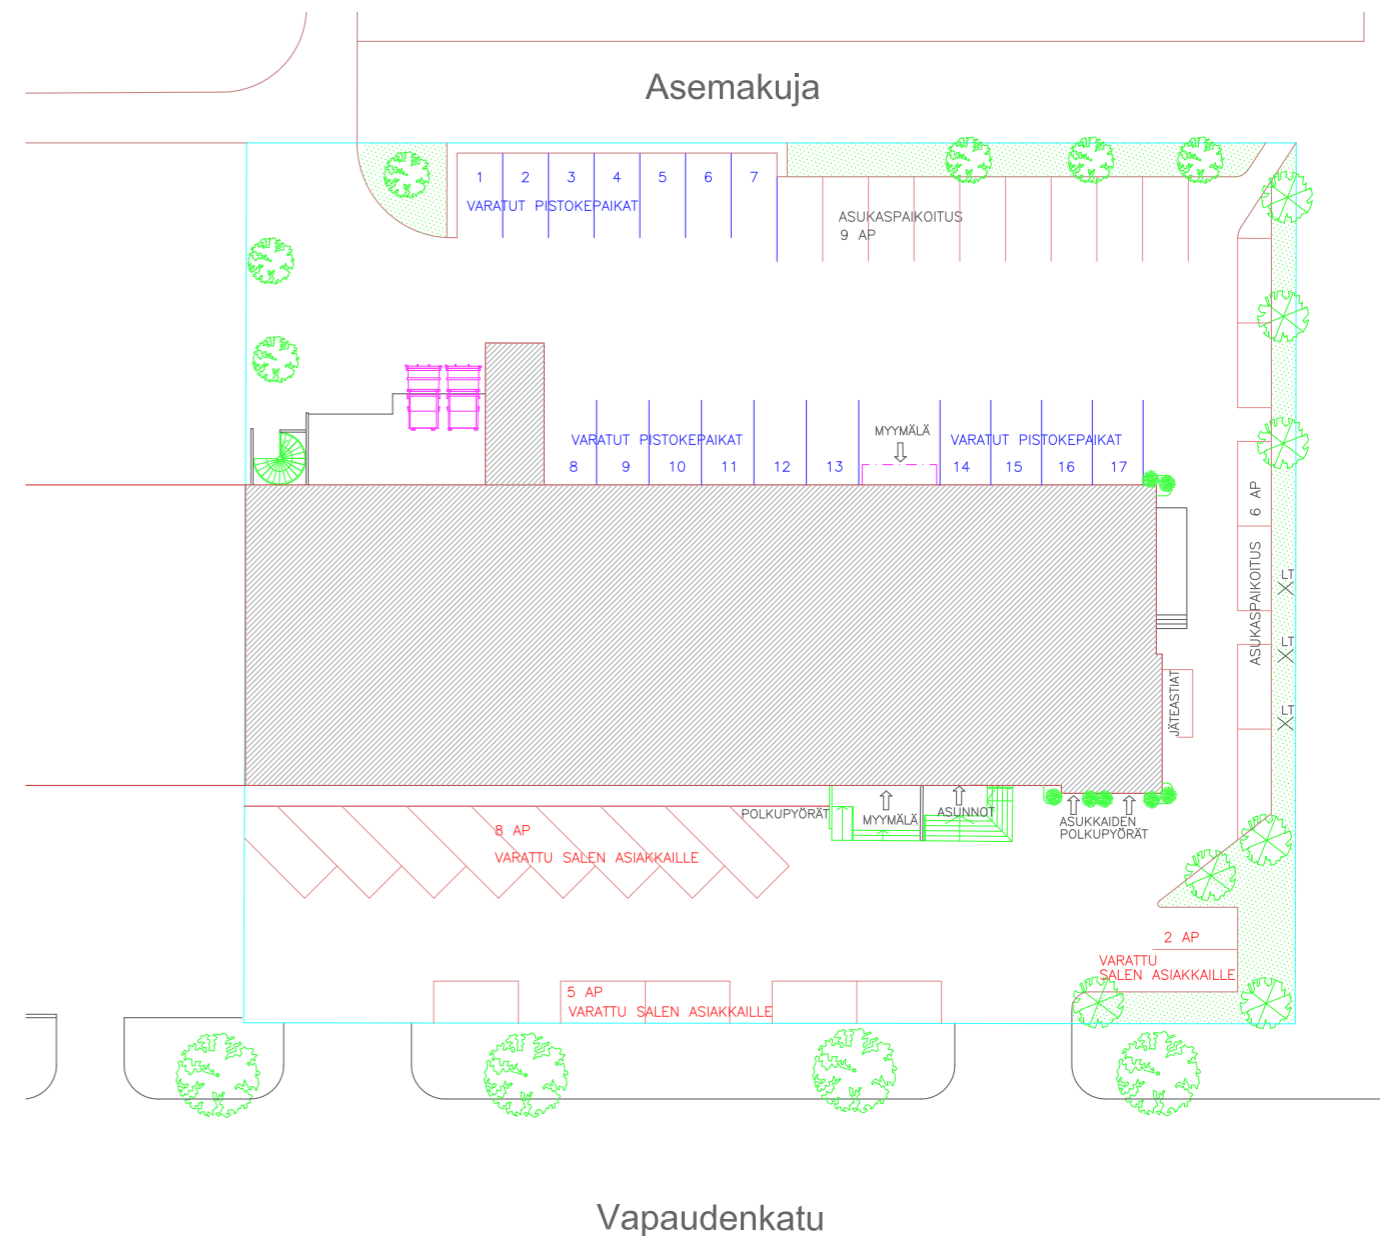 Asemakuja
1 2 3 4 5 6 7
VARATUT PISTOKEPAIKAT
ASUKASPAIKOITUS
9 AP
VARATUT PISTOKEPAIKAT
8 9 10 11 12 13
MYYMÄLÄ
VARATUT PISTOKEPAIKAT
14 15 16 17
ASUKASPAIKOITUS 6 AP
LT
LT
LT
JÄTEASTIAT
POLKUPYÖRÄT
MYYMÄLÄ
ASUNNOT
ASUKKAIDEN
POLKUPYÖRÄT
8 AP
VARATTU SALEN ASIAKKAILLE
2 AP
VARATTU
SALEN ASIAKKAILLE
5 AP
VARATTU SALEN ASIAKKAILLE
Vapaudenkatu